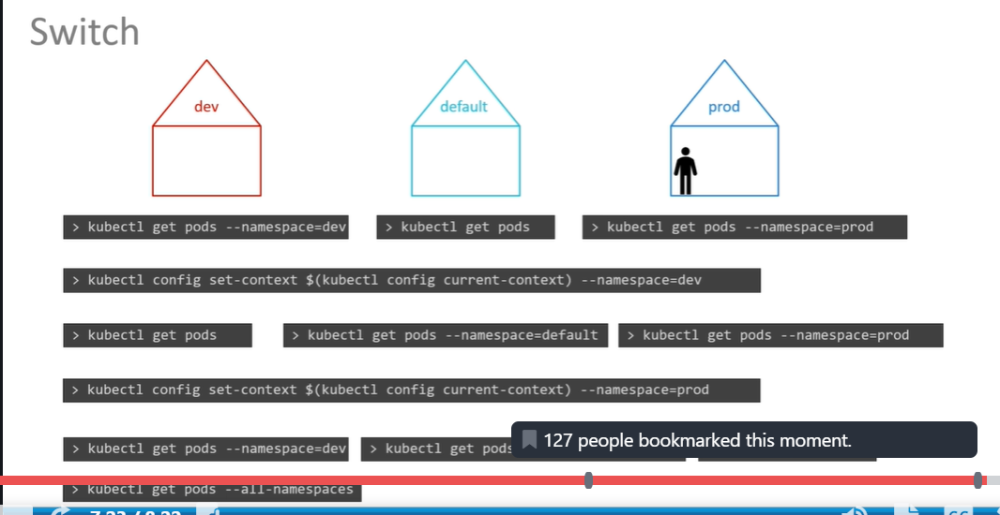 Switch
dev
default
prod
> kubectl get pods --namespace=dev
> kubectl get pods
> kubectl get pods --namespace=prod
> kubectl config set-context $(kubectl config current-context) --namespace=dev
> kubectl get pods
> kubectl get pods --namespace=default
> kubectl get pods --namespace=prod
> kubectl config set-context $(kubectl config current-context) --namespace=prod
> kubectl get pods --namespace=dev
> kubectl get pods
127 people bookmarked this moment.
> kubectl get pods --all-namespaces